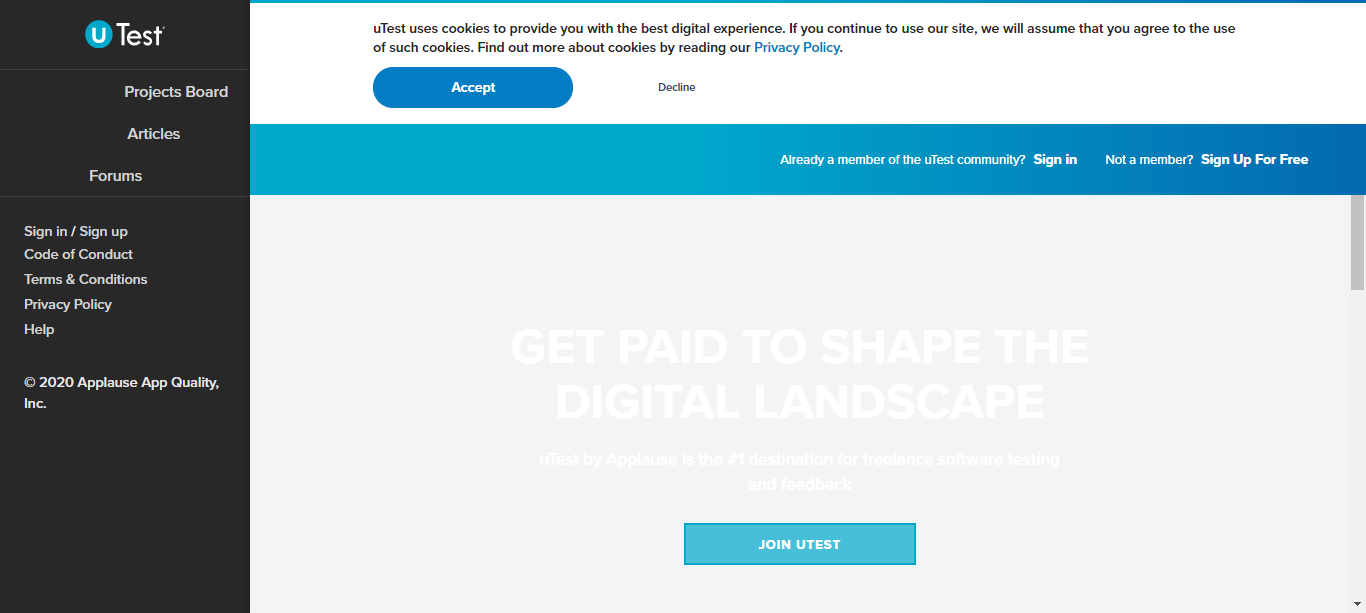 uTest
Projects Board
Articles
Forums
Sign in / Sign up
Code of Conduct
Terms & Conditions
Privacy Policy
Help
© 2020 Applause App Quality,
Inc.
uTest uses cookies to provide you with the best digital experience. If you continue to use our site, we will assume that you agree to the use
of such cookies. Find out more about cookies by reading our Privacy Policy.
Accept
Decline
Already a member of the uTest community? Sign in Not a member? Sign Up For Free
GET PAID TO SHAPE THE
DIGITAL LANDSCAPE
uTest by Applause is the #1 destination for freelance software testing
and feedback
JOIN UTEST